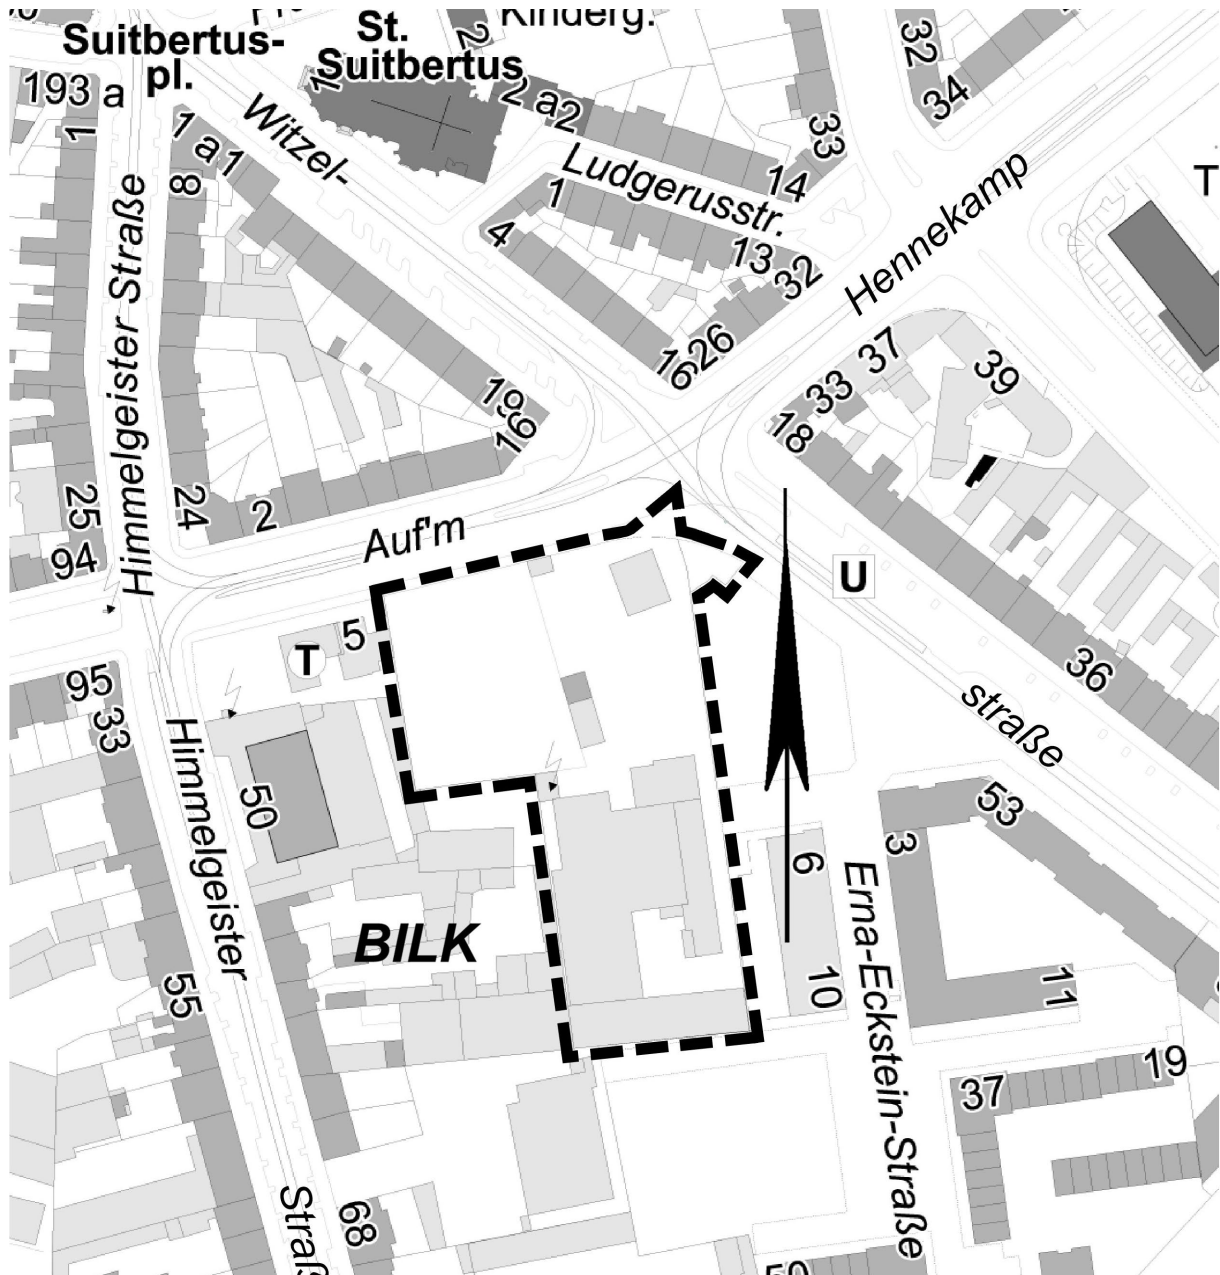 Kinderg.
Suitbertus-
pl.
St.
Suitbertus
193 a
1
1
2
2 a2
32
34
33
1 a1
8
Witzel-
Ludgerusstr.
14
1
4
13
32
Hennekamp
T
Himmelgeister Straße
16
26
37
33
39
18
19
16
25
24
2
94
Auf'm
U
5
T
95
33
36
straße
Himmelgeister
50
53
3
6
BILK
Erna-Eckstein-Straße
55
10
11
19
37
68
Straß
59